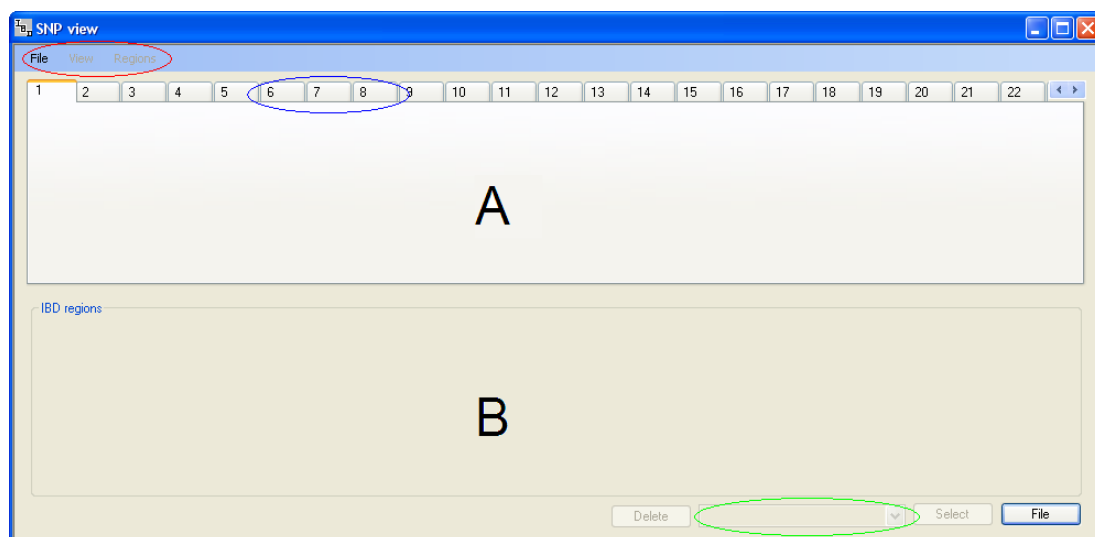 SNP view
File View Regions
1 2 3 4 5 6 7 8 9 10 11 12 13 14 15 16 17 18 19 20 21 22
A
IBD regions
B
Delete Select File